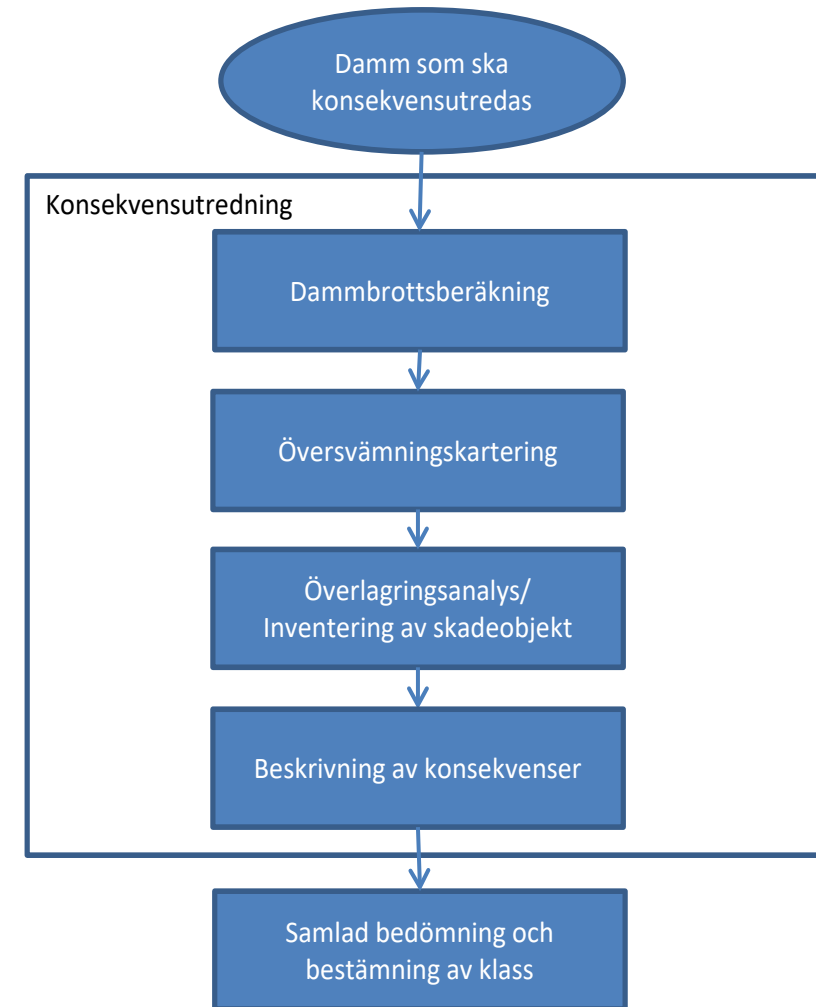 Damm som ska
konsekvensutredas
Konsekvensutredning
Dammbrottsberäkning
Översvämningskartering
Överlagringsanalys/
Inventering av skadeobjekt
Beskrivning av konsekvenser
Samlad bedömning och
bestämning av klass